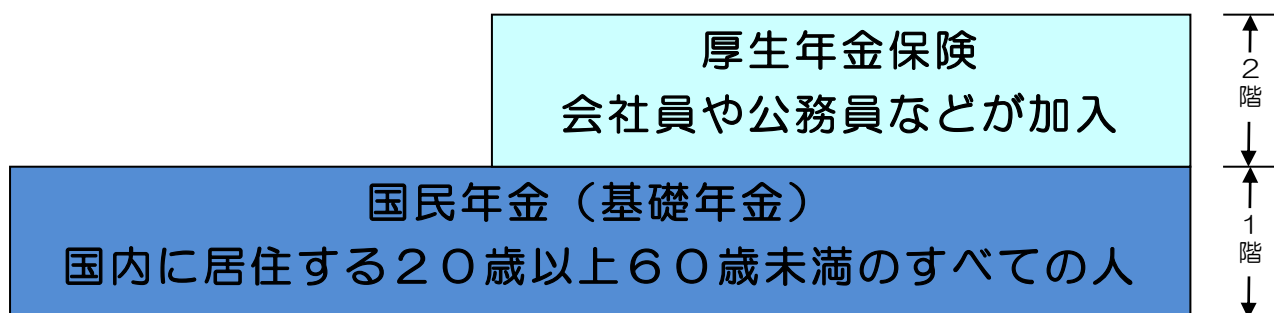 厚生年金保険
会社員や公務員などが加入
2階
国民年金（基礎年金）
国内に居住する２０歳以上６０歳未満のすべての人
1階